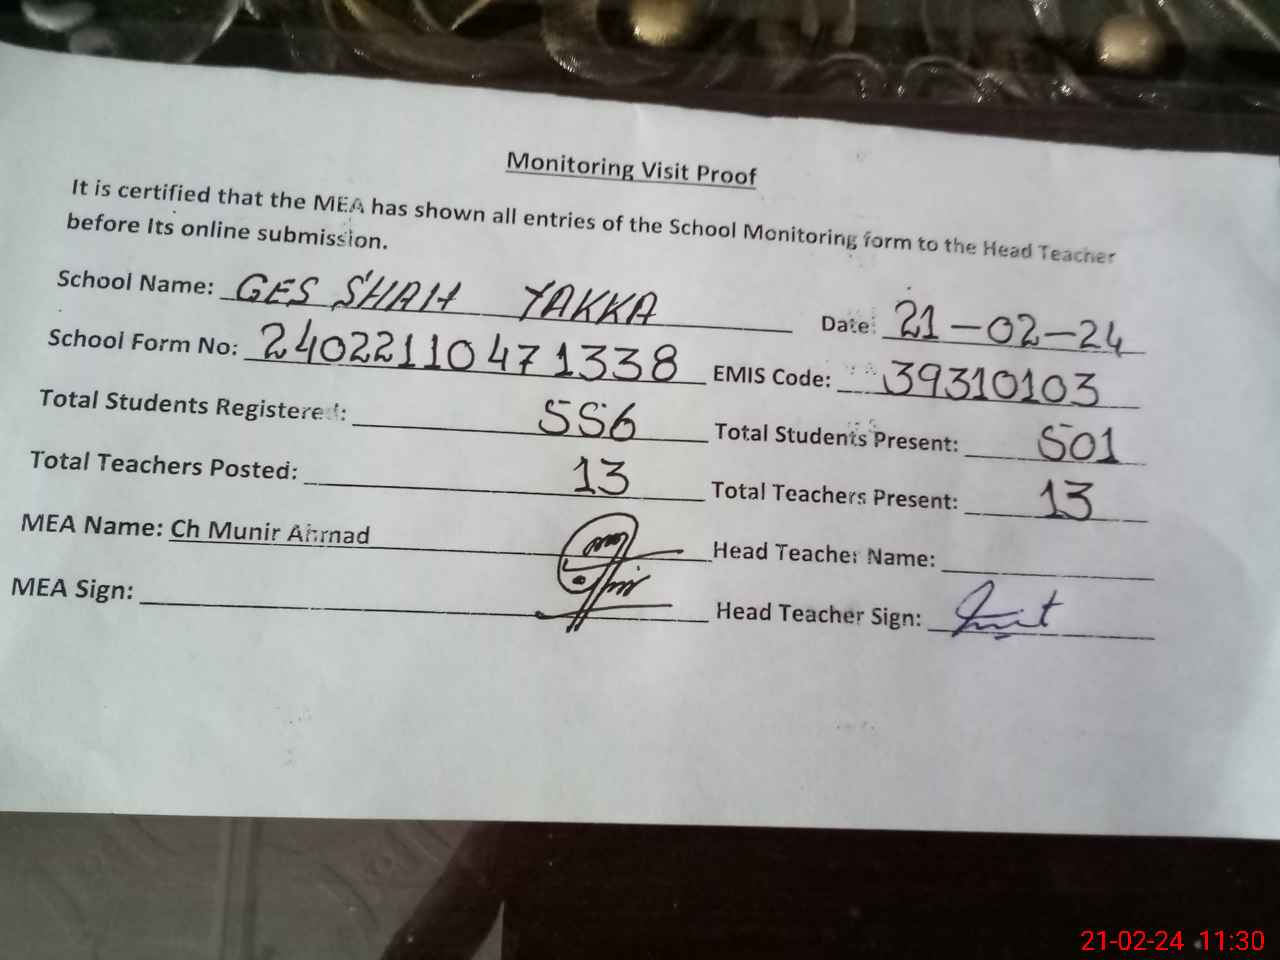 Monitoring Visit Proof
It is certified that the MEA has shown all entries of the School Monitoring form to the Head Teacher
before Its online submission.
School Name: GES SHAH YAKKA Date: 21-02-24
School Form No: 24022110471338 EMIS Code: 39310103
Total Students Registered: 556 Total Students Present: 501
Total Teachers Posted: 13 Total Teachers Present: 13
MEA Name: Ch Munir Ahmad Head Teacher Name:
MEA Sign: Head Teacher Sign:
21-02-24 11:30